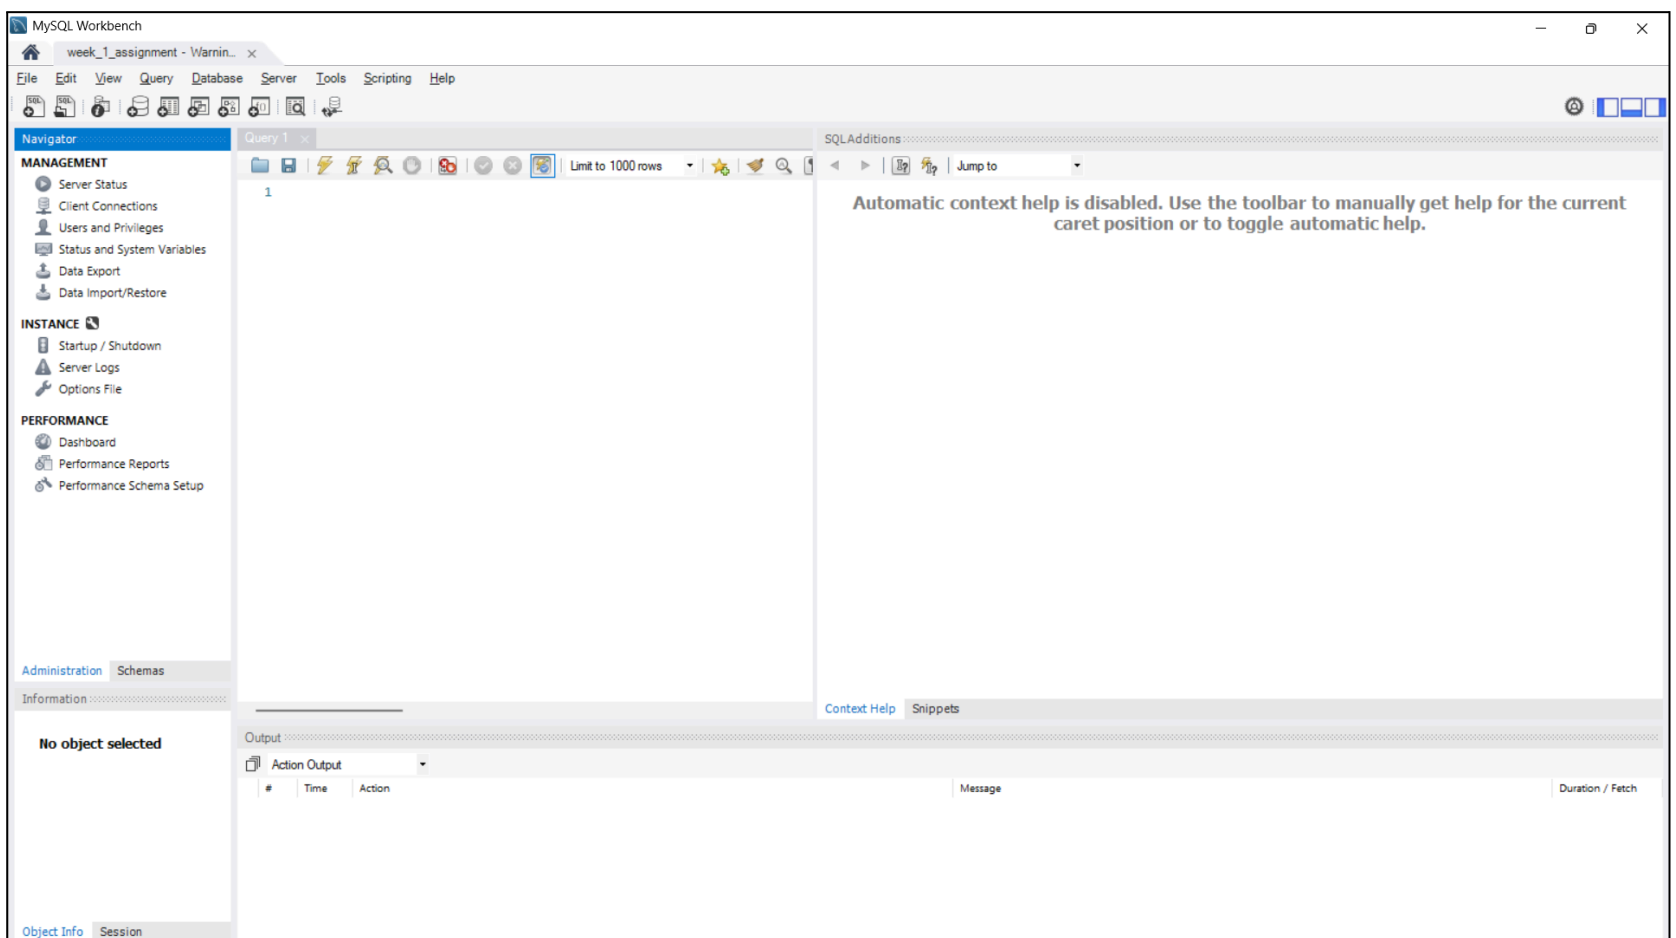 MySQL Workbench
week_1_assignment - Warnin...
File Edit View Query Database Server Tools Scripting Help
Navigator
MANAGEMENT
Server Status
Client Connections
Users and Privileges
Status and System Variables
Data Export
Data Import/Restore
INSTANCE
Startup / Shutdown
Server Logs
Options File
PERFORMANCE
Dashboard
Performance Reports
Performance Schema Setup
Administration Schemas
Information
No object selected
Object Info Session
Query 1
Limit to 1000 rows
1
SQLAdditions
Jump to
Automatic context help is disabled. Use the toolbar to manually get help for the current
caret position or to toggle automatic help.
Context Help Snippets
Output
Action Output
# Time Action Message Duration / Fetch